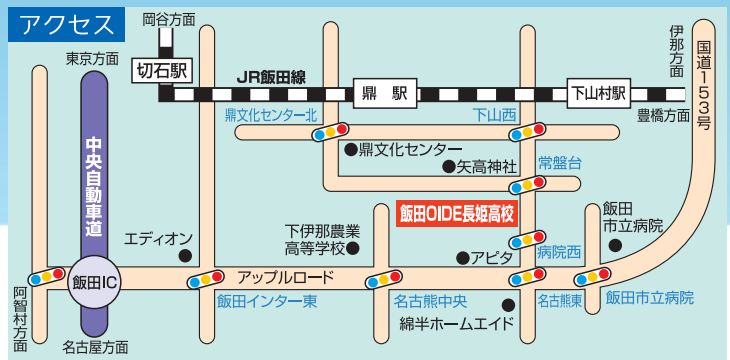 アクセス
岡谷方面
東京方面
切石駅
JR飯田線
鼎 駅
下山村駅
伊那方面
国道153号
豊橋方面
鼎文化センター北
下山西
鼎文化センター
矢高神社
常盤台
中央自動車道
飯田OIDE長姫高校
飯田
市立病院
下伊那農業
高等学校
エディオン
病院西
アピタ
飯田IC
アップルロード
阿智村方面
飯田インター東
名古熊中央
名古熊東
飯田市立病院
綿半ホームエイド
名古屋方面